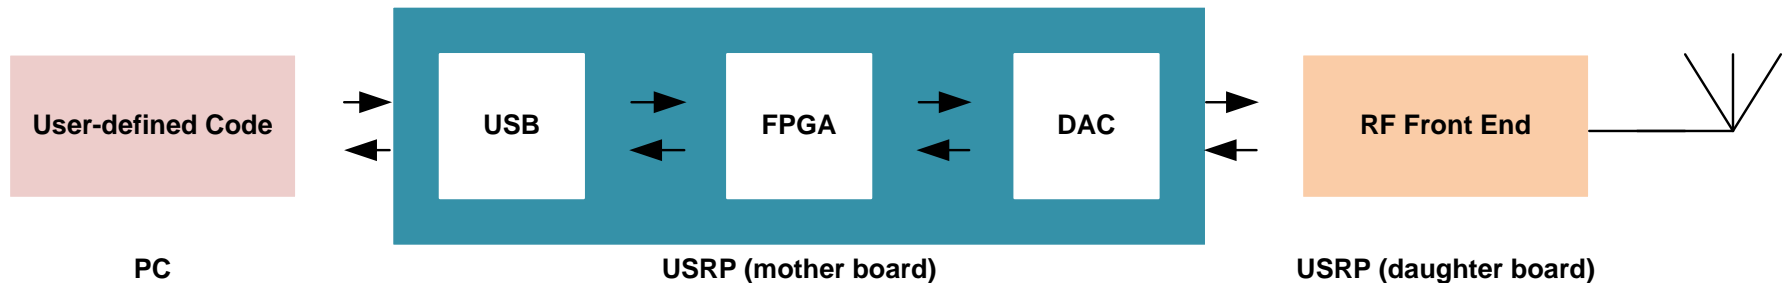 User-defined Code
USB
FPGA
DAC
RF Front End
PC
USRP (mother board)
USRP (daughter board)